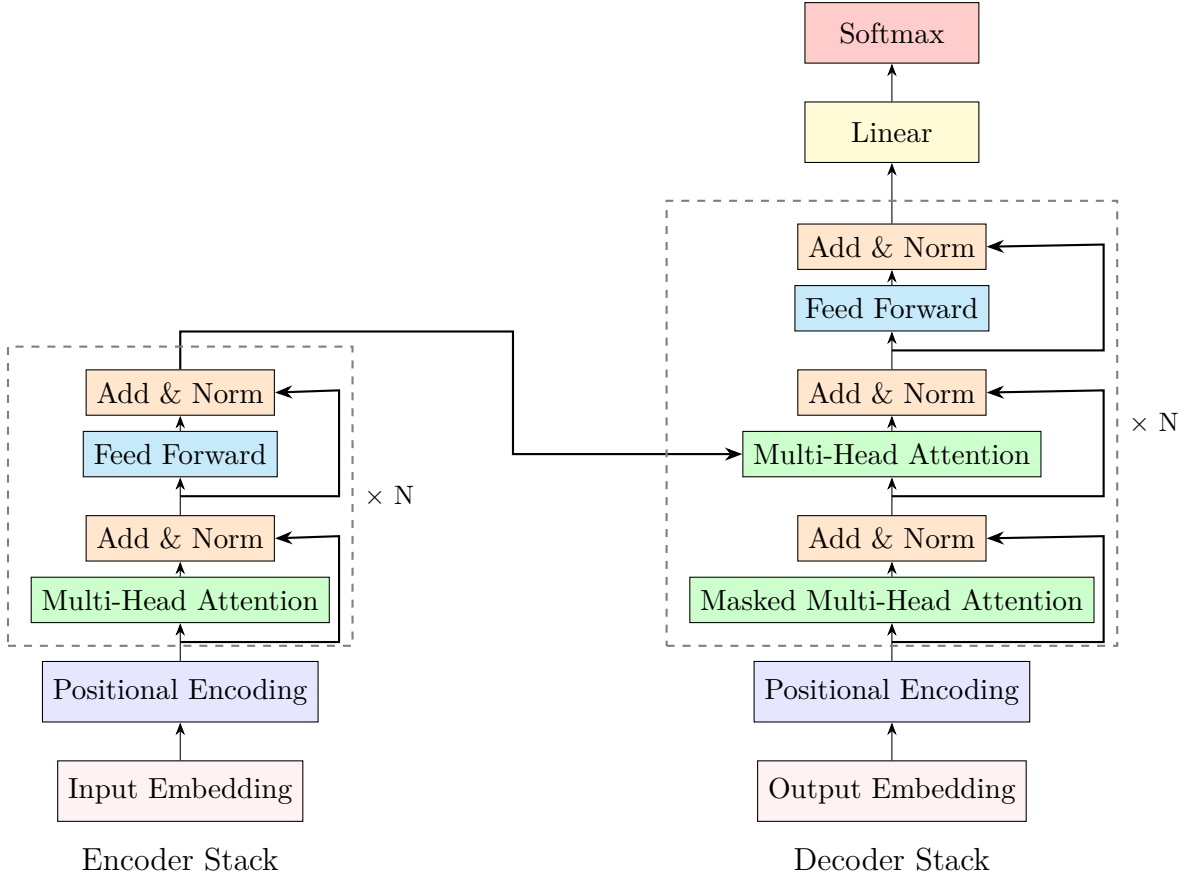 Softmax
Linear
Add & Norm
Feed Forward
Add & Norm
Multi-Head Attention
× N
Add & Norm
Masked Multi-Head Attention
Positional Encoding
Output Embedding
Decoder Stack
Add & Norm
Feed Forward
× N
Add & Norm
Multi-Head Attention
Positional Encoding
Input Embedding
Encoder Stack